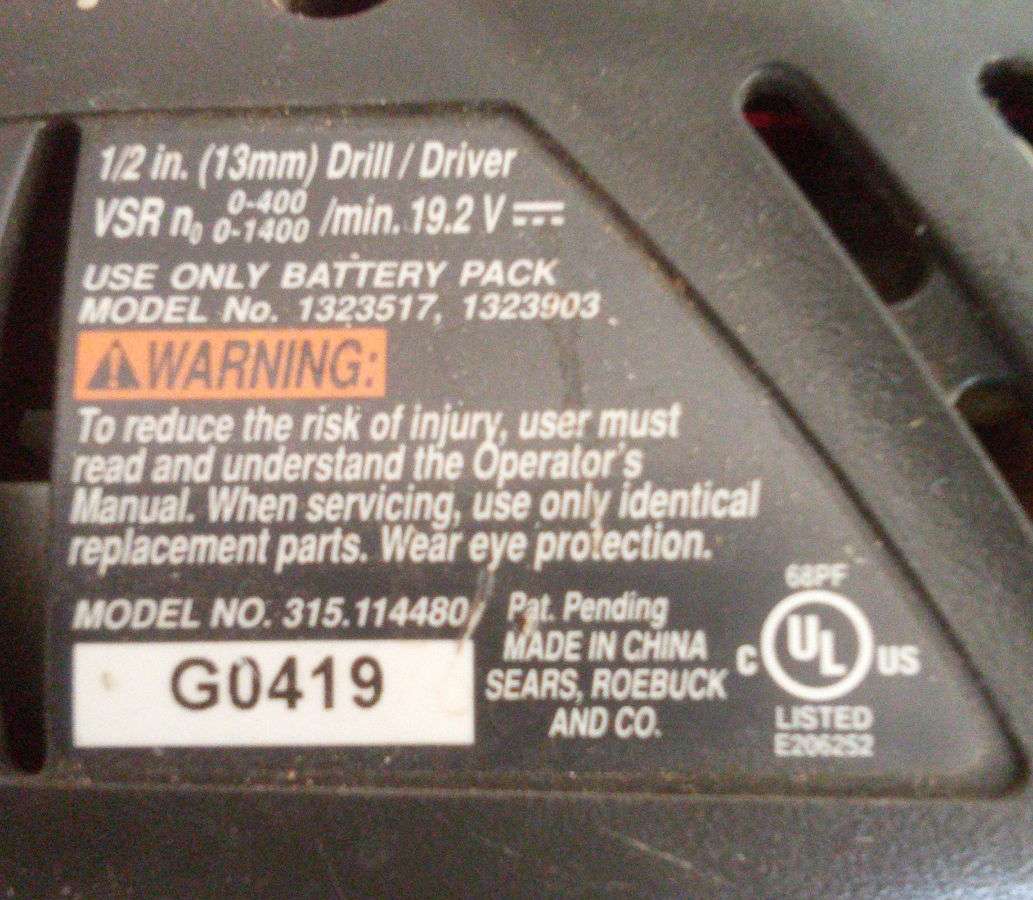 1/2 in. (13mm) Drill / Driver
VSR n₀ 0-400 0-1400 /min. 19.2 V
USE ONLY BATTERY PACK
MODEL No. 1323517, 1323903
WARNING:
To reduce the risk of injury, user must
read and understand the Operator's
Manual. When servicing, use only identical
replacement parts. Wear eye protection.
MODEL NO. 315.114480
G0419
Pat. Pending
MADE IN CHINA
SEARS, ROEBUCK
AND CO.
68PF
C UL US
LISTED
E206252